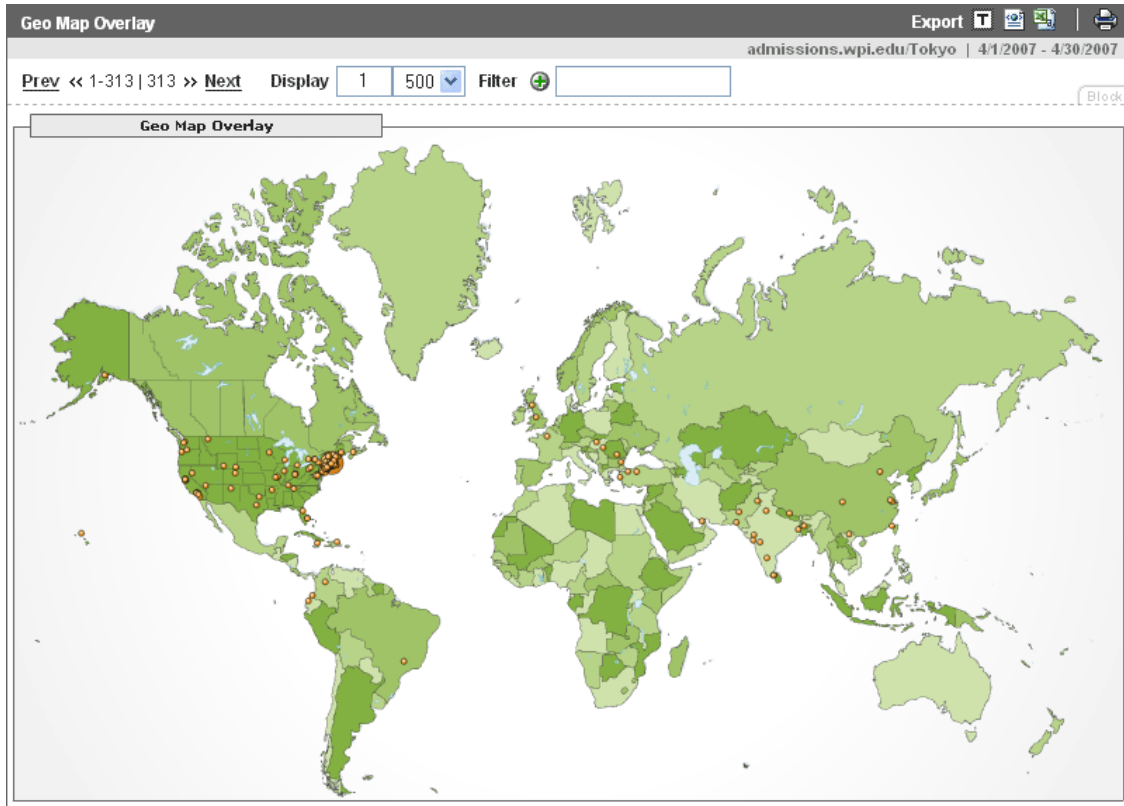 Geo Map Overlay Export T
admissions.wpi.edu/Tokyo | 4/1/2007 - 4/30/2007
Prev « 1-313 | 313 » Next Display 1 500 Filter
Block
Geo Map Overlay